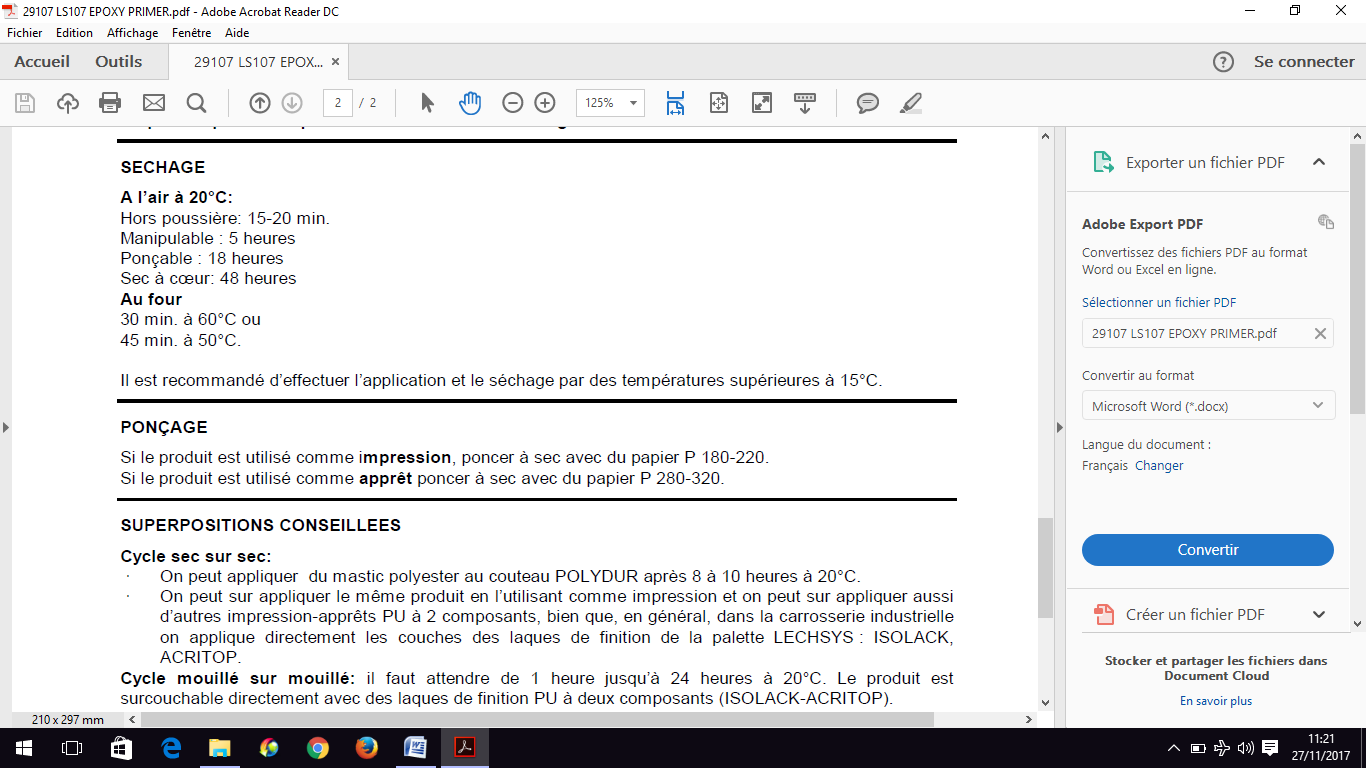 29107 LS107 EPOXY PRIMER.pdf - Adobe Acrobat Reader DC
Fichier Edition Affichage Fenêtre Aide
Accueil Outils 29107 LS107 EPOX... × ? Se connecter
2 / 2 125%
SECHAGE
A l’air à 20°C:
Hors poussière: 15-20 min.
Manipulable : 5 heures
Ponçable : 18 heures
Sec à cœur: 48 heures
Au four
30 min. à 60°C ou
45 min. à 50°C.
Il est recommandé d’effectuer l’application et le séchage par des températures supérieures à 15°C.
PONÇAGE
Si le produit est utilisé comme impression, poncer à sec avec du papier P 180-220.
Si le produit est utilisé comme apprêt poncer à sec avec du papier P 280-320.
SUPERPOSITIONS CONSEILLEES
Cycle sec sur sec:
· On peut appliquer du mastic polyester au couteau POLYDUR après 8 à 10 heures à 20°C.
· On peut sur appliquer le même produit en l’utilisant comme impression et on peut sur appliquer aussi
d’autres impression-apprêts PU à 2 composants, bien que, en général, dans la carrosserie industrielle
on applique directement les couches des laques de finition de la palette LECHSYS : ISOLACK,
ACRITOP.
Cycle mouillé sur mouillé: il faut attendre de 1 heure jusqu’à 24 heures à 20°C. Le produit est
surcouchable directement avec des laques de finition PU à deux composants (ISOLACK-ACRITOP).
210 x 297 mm
Exporter un fichier PDF
Adobe Export PDF
Convertissez des fichiers PDF au format
Word ou Excel en ligne.
Sélectionner un fichier PDF
29107 LS107 EPOXY PRIMER.pdf
Convertir au format
Microsoft Word (*.docx)
Langue du document :
Français Changer
Convertir
Créer un fichier PDF
Stocker et partager les fichiers dans
Document Cloud
En savoir plus
11:21
27/11/2017